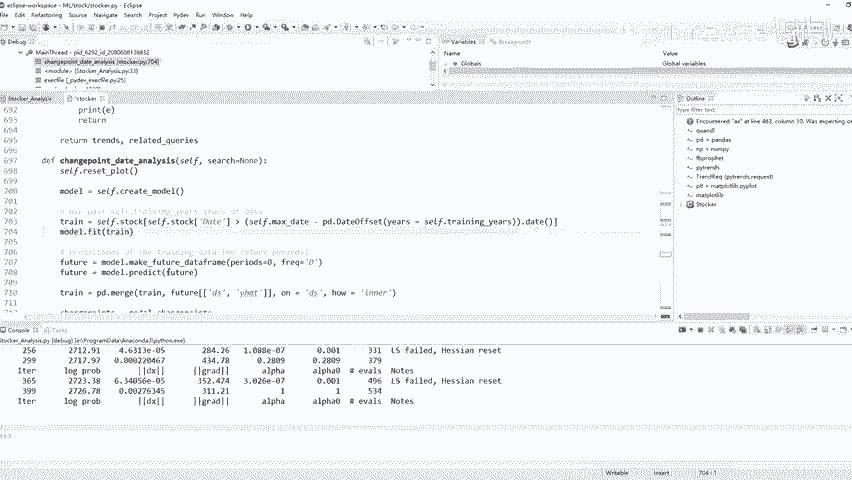 eclipse-workspace - ML/stock/stocker.py - Eclipse
File Edit Source Refactoring Navigate Search Project Pydev Run Window Help
Debug
MainThread - pid_6292_id_2080608136832
changepoint_date_analysis [stocker.py:704]
<module> [Stocker_Analysis.py:33]
execfile [_pydev_execfile.py:25]
Variables Breakpoints
Name Value
Globals Global variables
Stocker_Analysis *stocker
692 print(e)
693 return
694
695 return trends, related_queries
696
697 def changepoint_date_analysis(self, search=None):
698 self.reset_plot()
699
700 model = self.create_model()
701
702 # Use past self.training_years years of data
703 train = self.stock[self.stock['Date'] > (self.max_date - pd.DateOffset(years = self.training_years)).date()]
704 model.fit(train)
705
706 # Predictions of the training data (no future periods)
707 future = model.make_future_dataframe(periods=0, freq='D')
708 future = model.predict(future)
709
710 train = pd.merge(train, future[['ds', 'yhat']], on = 'ds', how = 'inner')
711
712 changepoints = model.changepoints
Outline
type filter text
Encountered "ax" at line 463, column 10. Was expecting
quandl
pd = pandas
np = numpy
fbprophet
pytrends
TrendReq (pytrends.request)
plt = matplotlib.pyplot
matplotlib
Stocker
Console Tasks
Stocker_Analysis.py [debug] [e:\ProgramData\Anaconda3\python.exe]
256 2712.91 4.6313e-05 284.26 1.088e-07 0.001 331 LS failed, Hessian reset
299 2717.97 0.000220467 434.78 0.2809 0.2809 379
Iter log prob ||dx|| ||grad|| alpha alpha0 # evals Notes
365 2723.38 6.34056e-05 352.474 3.026e-07 0.001 496 LS failed, Hessian reset
399 2726.78 0.00276345 311.21 1 1 534
Iter log prob ||dx|| ||grad|| alpha alpha0 # evals Notes
>>>
Writable Insert 704 : 1